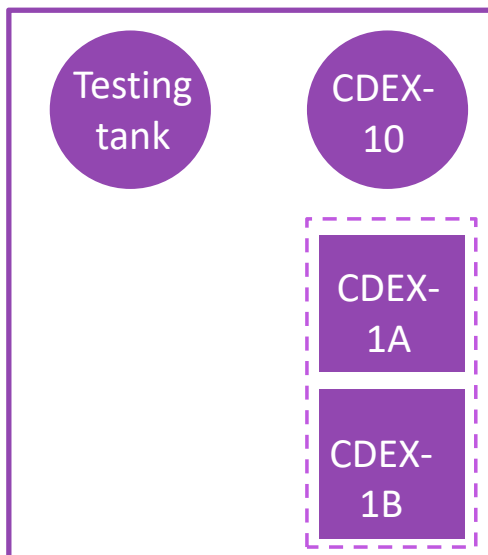 Testing
tank
CDEX-
10
CDEX-
1A
CDEX-
1B